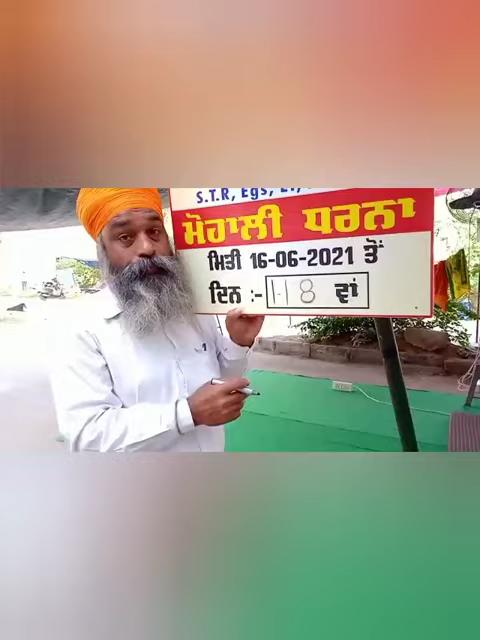 S.T.R, Egs,
ਮੋਹਾਲੀ ਧਰਨਾ
ਮਿਤੀ 16-06-2021 ਤੋਂ
ਦਿਨ :- 118 ਵਾਂ